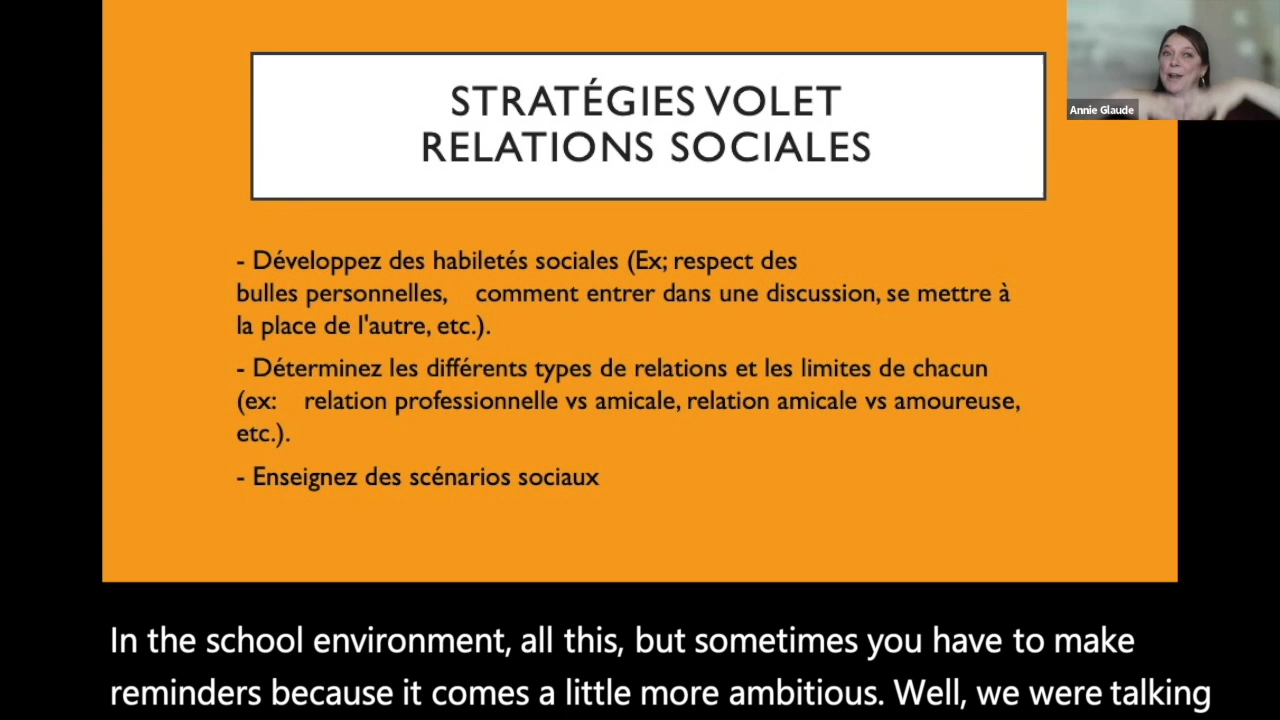 STRATÉGIES VOLET
RELATIONS SOCIALES
Annie Glaude
- Développez des habiletés sociales (Ex; respect des
bulles personnelles, comment entrer dans une discussion, se mettre à
la place de l'autre, etc.).
- Déterminez les différents types de relations et les limites de chacun
(ex: relation professionnelle vs amicale, relation amicale vs amoureuse,
etc.).
- Enseignez des scénarios sociaux
In the school environment, all this, but sometimes you have to make
reminders because it comes a little more ambitious. Well, we were talking